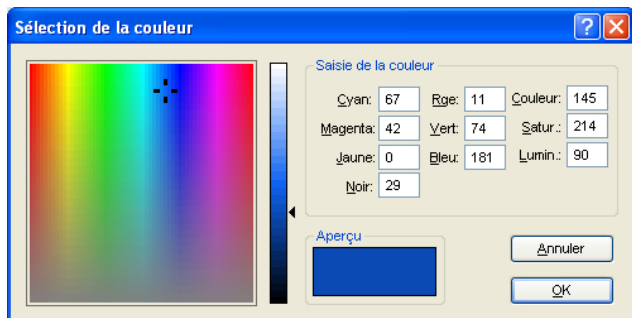 Sélection de la couleur
?
Saisie de la couleur
Cyan: 67 Rge: 11 Couleur: 145
Magenta: 42 Vert: 74 Satur.: 214
Jaune: 0 Bleu: 181 Lumin.: 90
Noir: 29
Aperçu
Annuler
OK